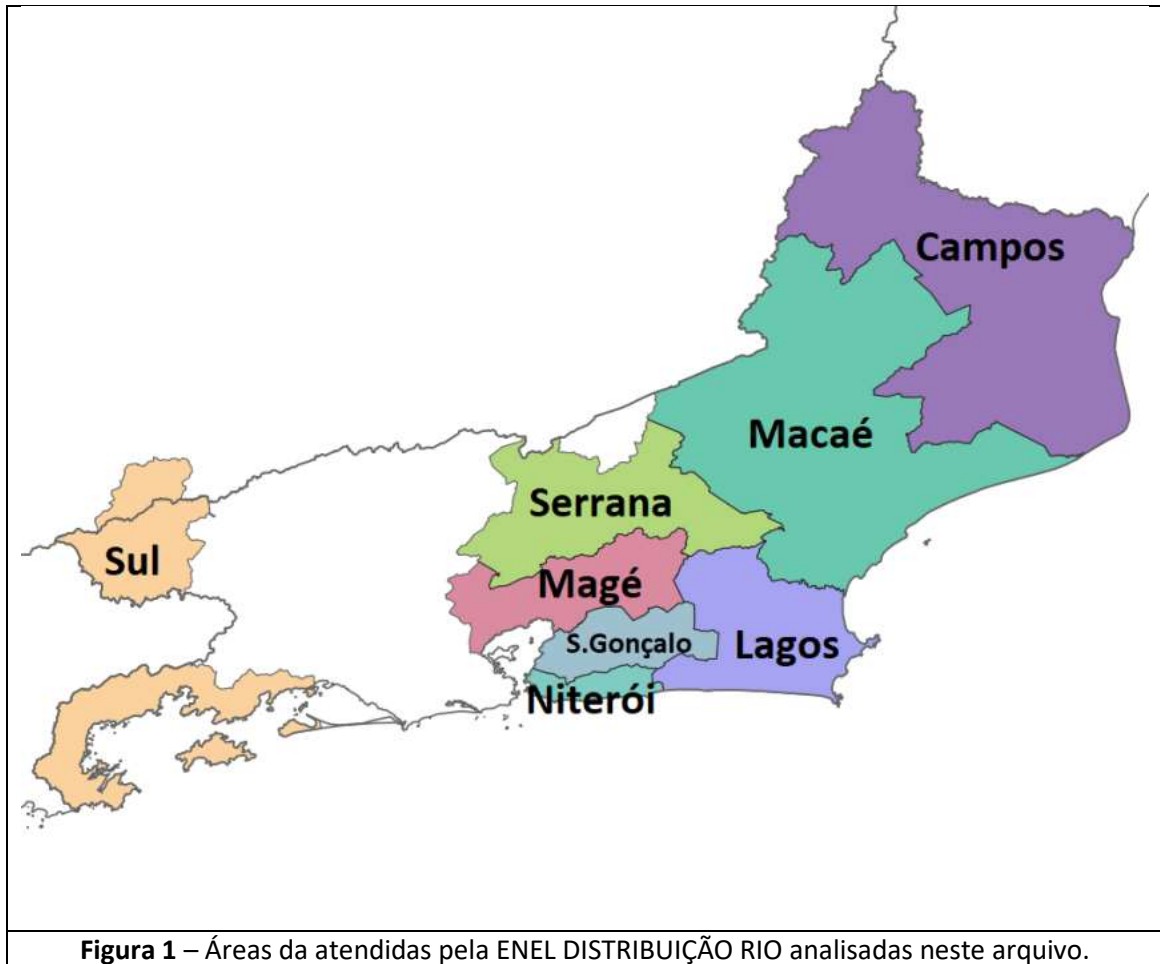 Campos
Macaé
Serrana
Sul
Magé
S.Gonçalo
Lagos
Niterói
Figura 1 – Áreas da atendidas pela ENEL DISTRIBUIÇÃO RIO analisadas neste arquivo.